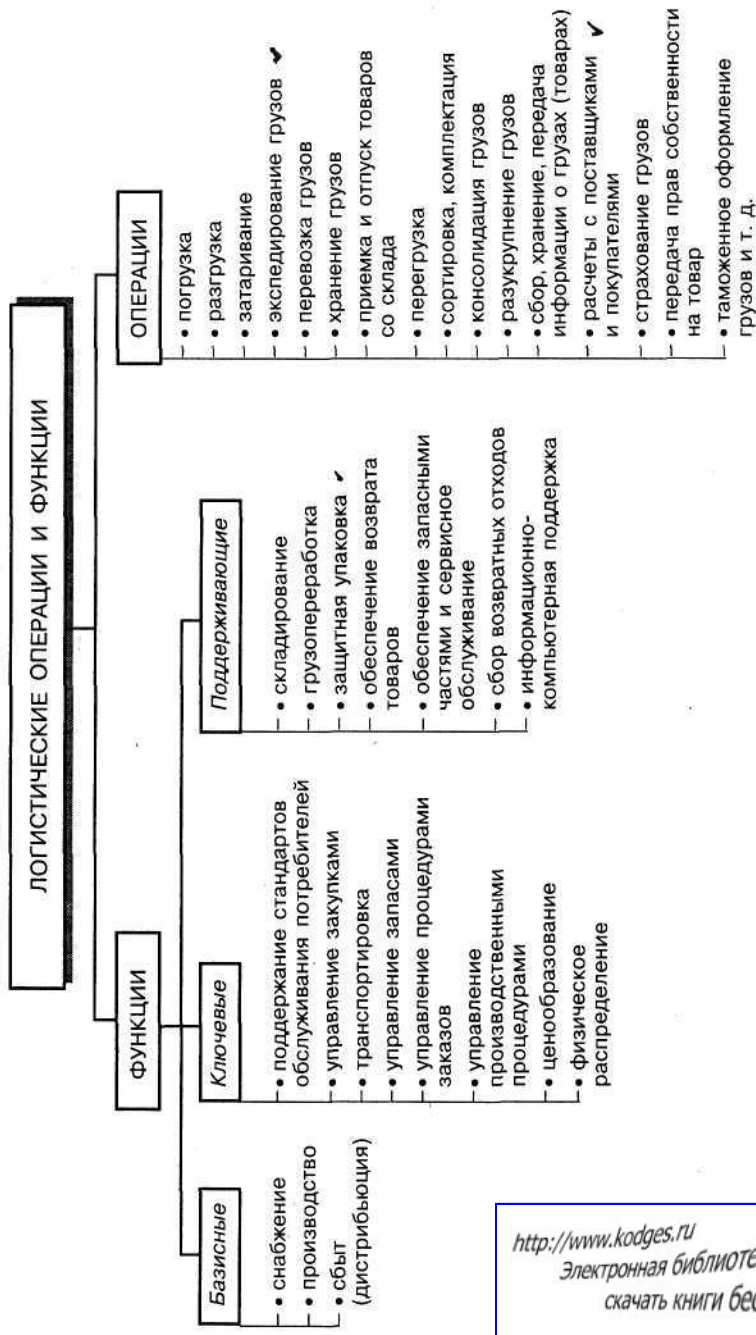 ЛОГИСТИЧЕСКИЕ ОПЕРАЦИИ И ФУНКЦИИ
ФУНКЦИИ
Базисные
• снабжение
• производство
• сбыт
(дистрибьюция)
Ключевые
• поддержание стандартов
обслуживания потребителей
• управление закупками
• транспортировка
• управление запасами
• управление процедурами
заказов
• управление
производственными
процедурами
• ценообразование
• физическое
распределение
Поддерживающие
• складирование
• грузопереработка
• защитная упаковка ✓
• обеспечение возврата
товаров
• обеспечение запасными
частями и сервисное
обслуживание
• сбор возвратных отходов
• информационно-
компьютерная поддержка
ОПЕРАЦИИ
• погрузка
• разгрузка
• затаривание
• экспедирование грузов ✓
• перевозка грузов
• хранение грузов
• приемка и отпуск товаров
со склада
• перегрузка
• сортировка, комплектация
• консолидация грузов
• разукрупнение грузов
• сбор, хранение, передача
информации о грузах (товарах)
• расчеты с поставщиками ✓
и покупателями
• страхование грузов
• передача прав собственности
на товар
• таможенное оформление
грузов и т. д.
http://www.kodges.ru
Электронная
скачать книги